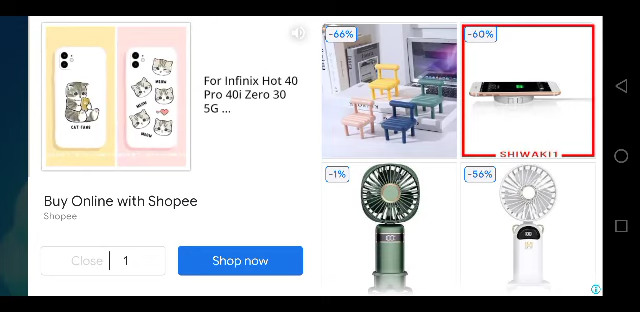 CAT FANS
MEOW
MEOW
MEOW
For Infinix Hot 40
Pro 40i Zero 30
5G ...
Buy Online with Shopee
Shopee
Close | 1
Shop now
-66%
-60%
SHIWAKI1
-1%
-56%